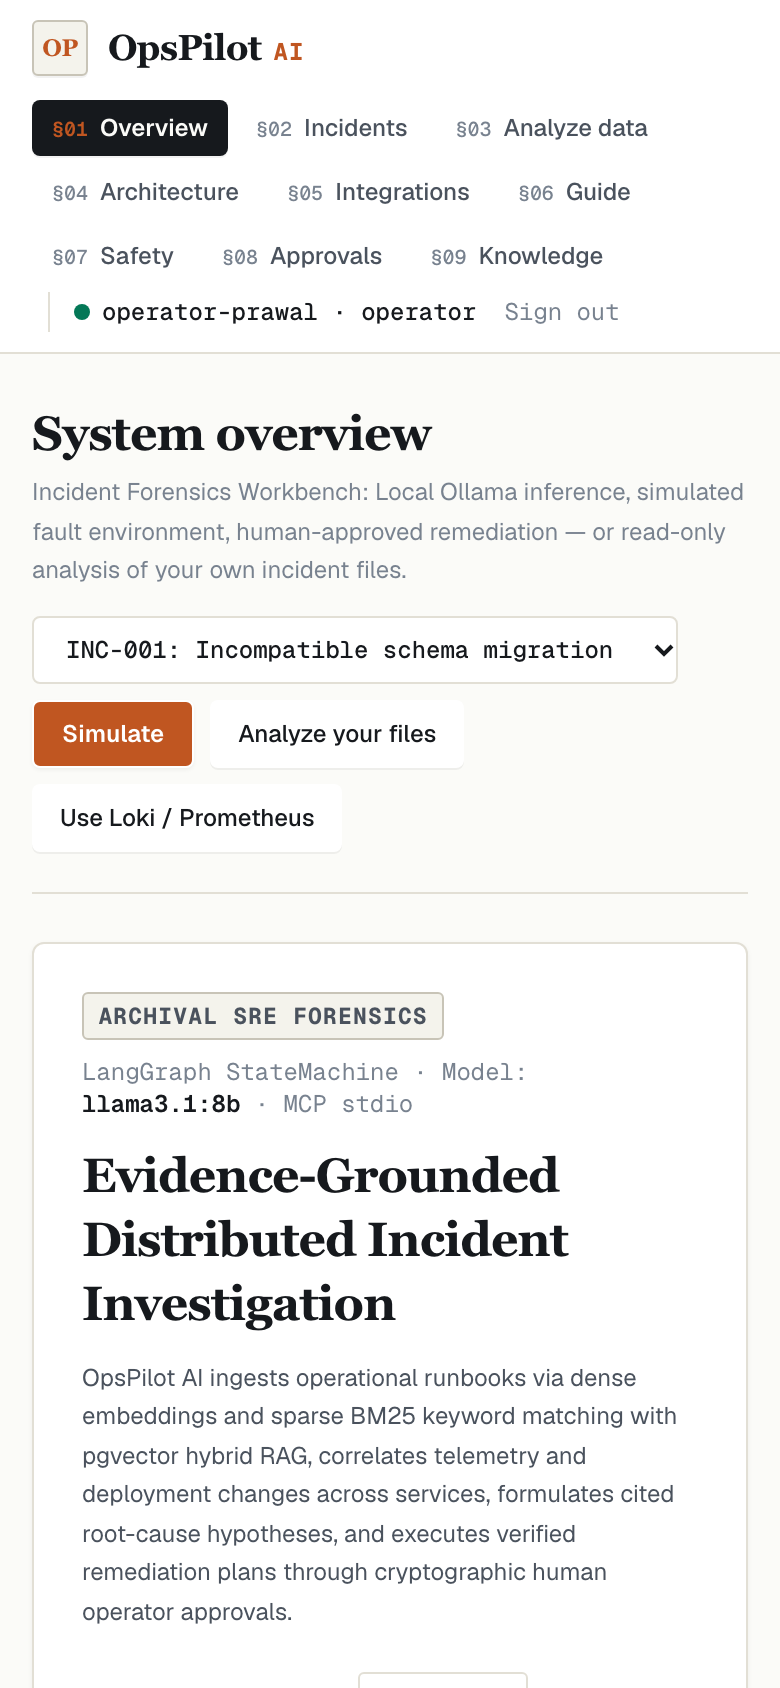 OP OpsPilot AI
§01 Overview §02 Incidents §03 Analyze data
§04 Architecture §05 Integrations §06 Guide
§07 Safety §08 Approvals §09 Knowledge
operator-prawal · operator Sign out
System overview
Incident Forensics Workbench: Local Ollama inference, simulated
fault environment, human-approved remediation — or read-only
analysis of your own incident files.
INC-001: Incompatible schema migration
Simulate Analyze your files
Use Loki / Prometheus
ARCHIVAL SRE FORENSICS
LangGraph StateMachine · Model:
llama3.1:8b · MCP stdio
Evidence-Grounded
Distributed Incident
Investigation
OpsPilot AI ingests operational runbooks via dense
embeddings and sparse BM25 keyword matching with
pgvector hybrid RAG, correlates telemetry and
deployment changes across services, formulates cited
root-cause hypotheses, and executes verified
remediation plans through cryptographic human
operator approvals.